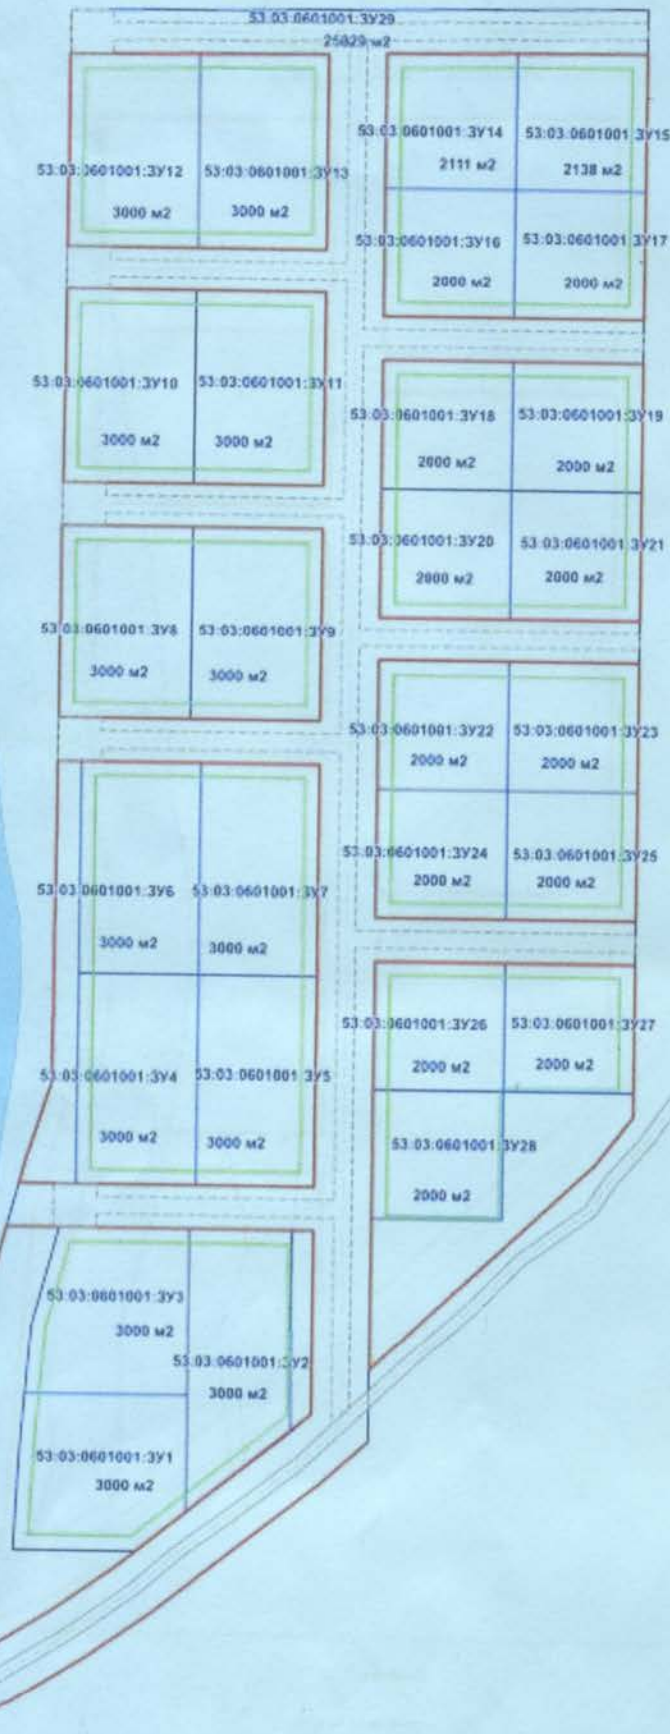 53:03:0601001:ЗУ29
25829 м2
53:03:0601001:ЗУ14
53:03:0601001:ЗУ15
2111 м2
2138 м2
53:03:0601001:ЗУ12
53:03:0601001:ЗУ13
3000 м2
3000 м2
53:03:0601001:ЗУ16
53:03:0601001:ЗУ17
2000 м2
2000 м2
53:03:0601001:ЗУ10
53:03:0601001:ЗУ11
3000 м2
3000 м2
53:03:0601001:ЗУ18
53:03:0601001:ЗУ19
2000 м2
2000 м2
53:03:0601001:ЗУ20
53:03:0601001:ЗУ21
2000 м2
2000 м2
53:03:0601001:ЗУ8
53:03:0601001:ЗУ9
3000 м2
3000 м2
53:03:0601001:ЗУ22
53:03:0601001:ЗУ23
2000 м2
2000 м2
53:03:0601001:ЗУ24
53:03:0601001:ЗУ25
2000 м2
2000 м2
53:03:0601001:ЗУ6
53:03:0601001:ЗУ7
3000 м2
3000 м2
53:03:0601001:ЗУ26
53:03:0601001:ЗУ27
2000 м2
2000 м2
53:03:0601001:ЗУ4
53:03:0601001:ЗУ5
3000 м2
3000 м2
53:03:0601001:ЗУ28
2000 м2
53:03:0601001:ЗУ3
3000 м2
53:03:0601001:ЗУ2
3000 м2
53:03:0601001:ЗУ1
3000 м2